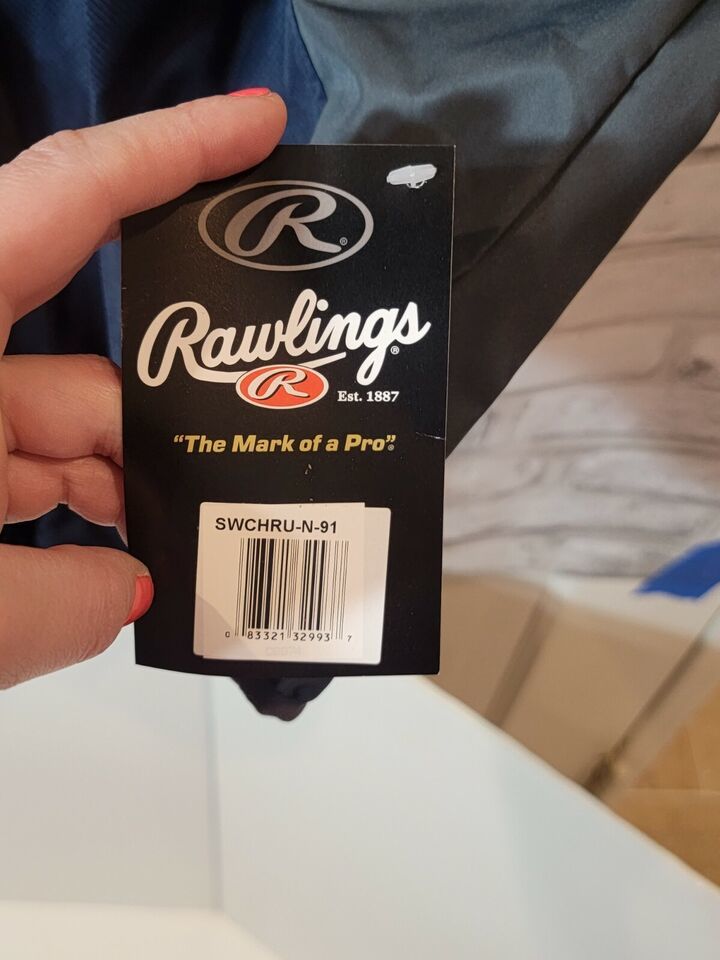 R®
Rawlings®
R
Est. 1887
"The Mark of a Pro"®
SWCHRU-N-91
0 83321 32993 7